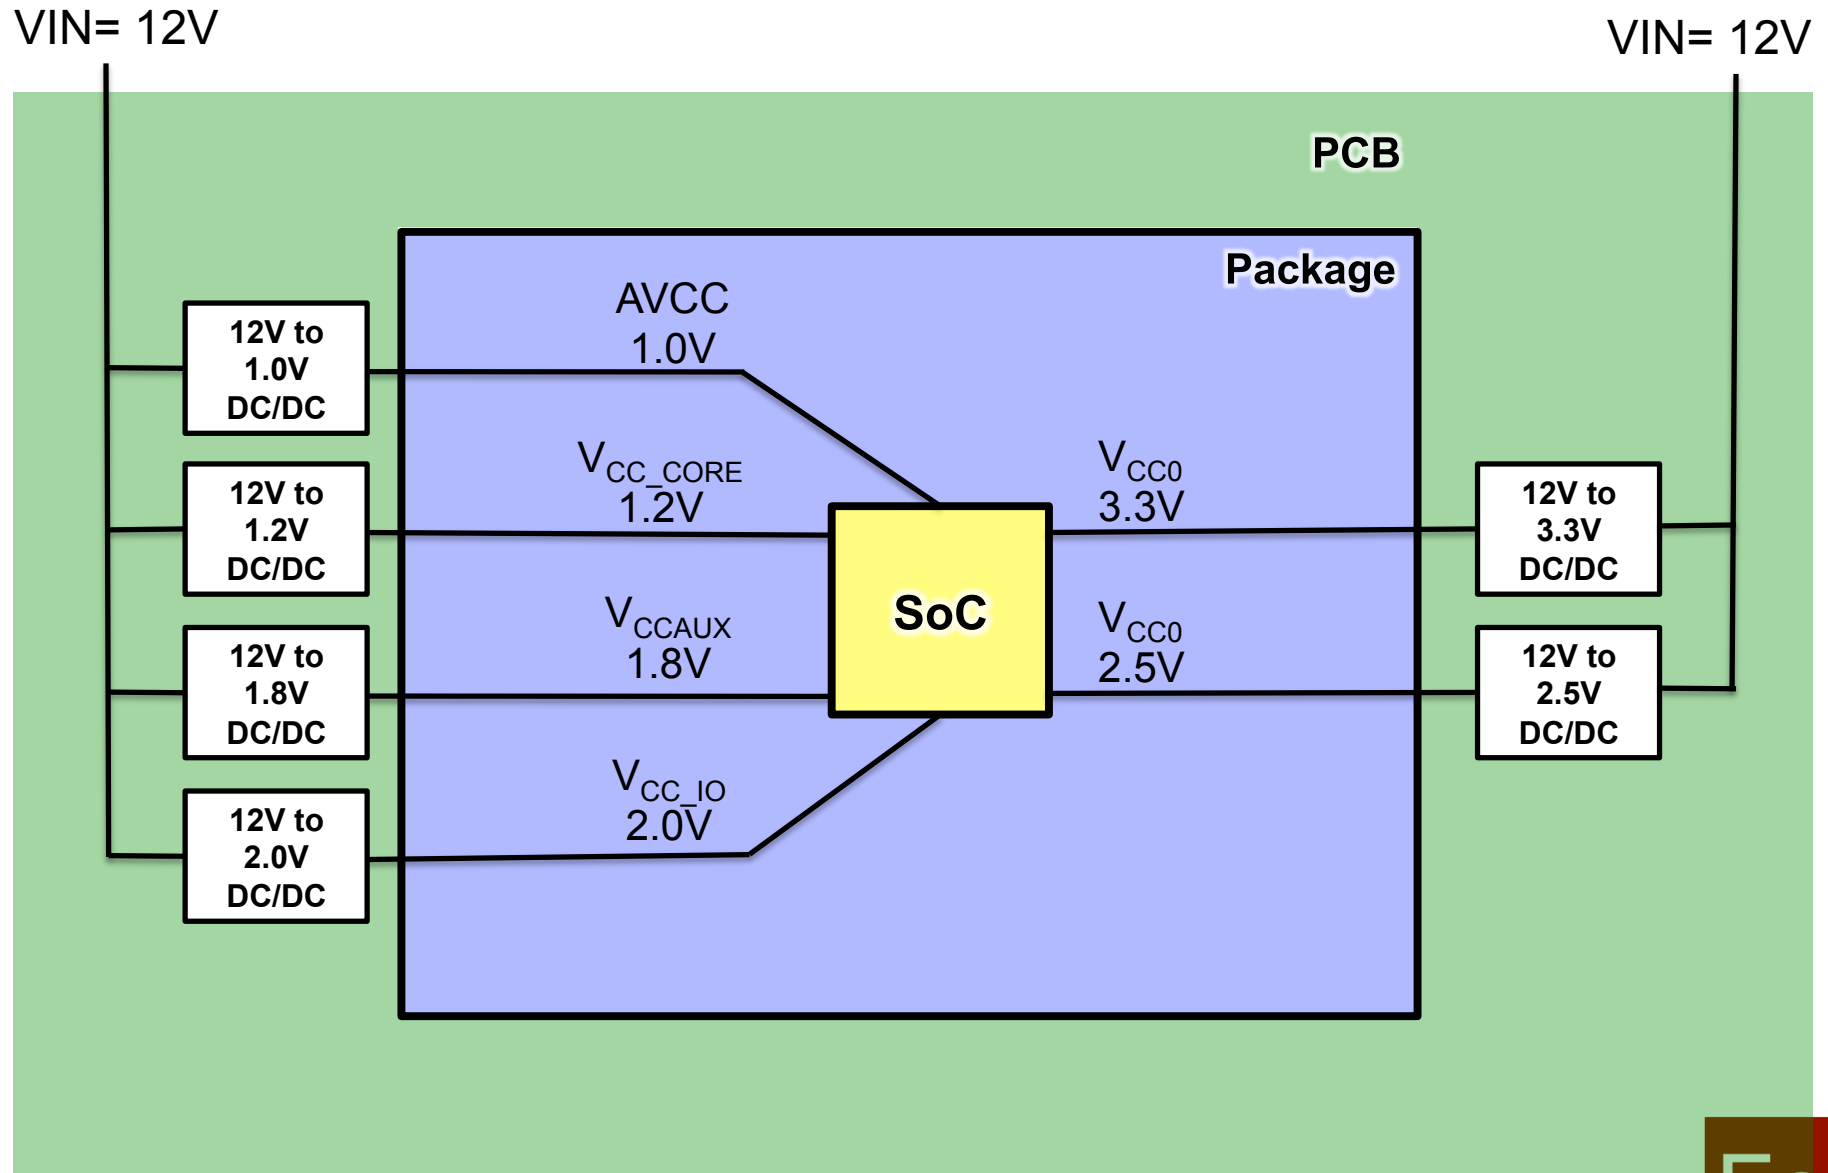 VIN= 12V
VIN= 12V
PCB
Package
AVCC
1.0V
12V to
1.0V
DC/DC
VCC_CORE
1.2V
12V to
1.2V
DC/DC
VCC0
3.3V
12V to
3.3V
DC/DC
SoC
VCCAUX
1.8V
12V to
1.8V
DC/DC
VCC0
2.5V
12V to
2.5V
DC/DC
VCC_IO
2.0V
12V to
2.0V
DC/DC